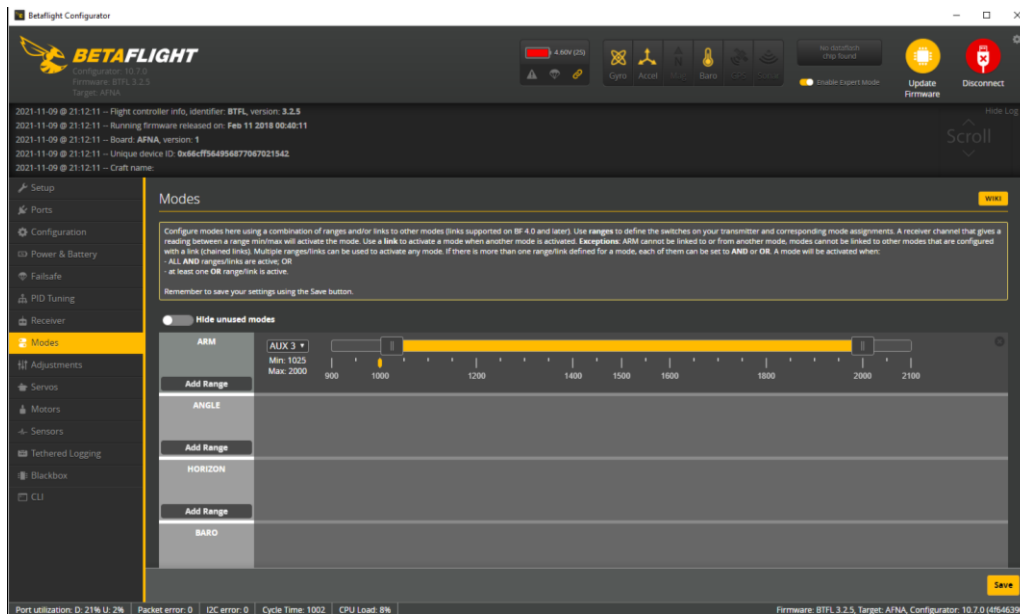 Betaflight Configurator
BETAFLIGHT
Configurator: 10.7.0
Firmware: BTFL 3.2.5
Target: AFNA
4.60V (2S)
Gyro Accel Mag Baro GPS Sonar
No dataflash
chip found
Enable Expert Mode
Update
Firmware
Disconnect
2021-11-09 @ 21:12:11 -- Flight controller info, identifier: BTFL, version: 3.2.5
2021-11-09 @ 21:12:11 -- Running firmware released on: Feb 11 2018 00:40:11
2021-11-09 @ 21:12:11 -- Board: AFNA, version: 1
2021-11-09 @ 21:12:11 -- Unique device ID: 0x66cff564956877067021542
2021-11-09 @ 21:12:11 -- Craft name:
Hide Log
Scroll
Setup
Ports
Configuration
Power & Battery
Failsafe
PID Tuning
Receiver
Modes
Adjustments
Servos
Motors
Sensors
Tethered Logging
Blackbox
CLI
Modes
WIKI
Configure modes here using a combination of ranges and/or links to other modes (links supported on BF 4.0 and later). Use ranges to define the switches on your transmitter and corresponding mode assignments. A receiver channel that gives a
reading between a range min/max will activate the mode. Use a link to activate a mode when another mode is activated. Exceptions: ARM cannot be linked to or from another mode, modes cannot be linked to other modes that are configured
with a link (chained links). Multiple ranges/links can be used to activate any mode. If there is more than one range/link defined for a mode, each of them can be set to AND or OR. A mode will be activated when:
- ALL AND ranges/links are active; OR
- at least one OR range/link is active.
Remember to save your settings using the Save button.
Hide unused modes
ARM
Add Range
AUX 3
Min: 1025
Max: 2000
900 1000 1200 1400 1500 1600 1800 2000 2100
ANGLE
Add Range
HORIZON
Add Range
BARO
Save
Port utilization: D: 21% U: 2% Packet error: 0 I2C error: 0 Cycle Time: 1002 CPU Load: 8%
Firmware: BTFL 3.2.5, Target: AFNA, Configurator: 10.7.0 (4f64639